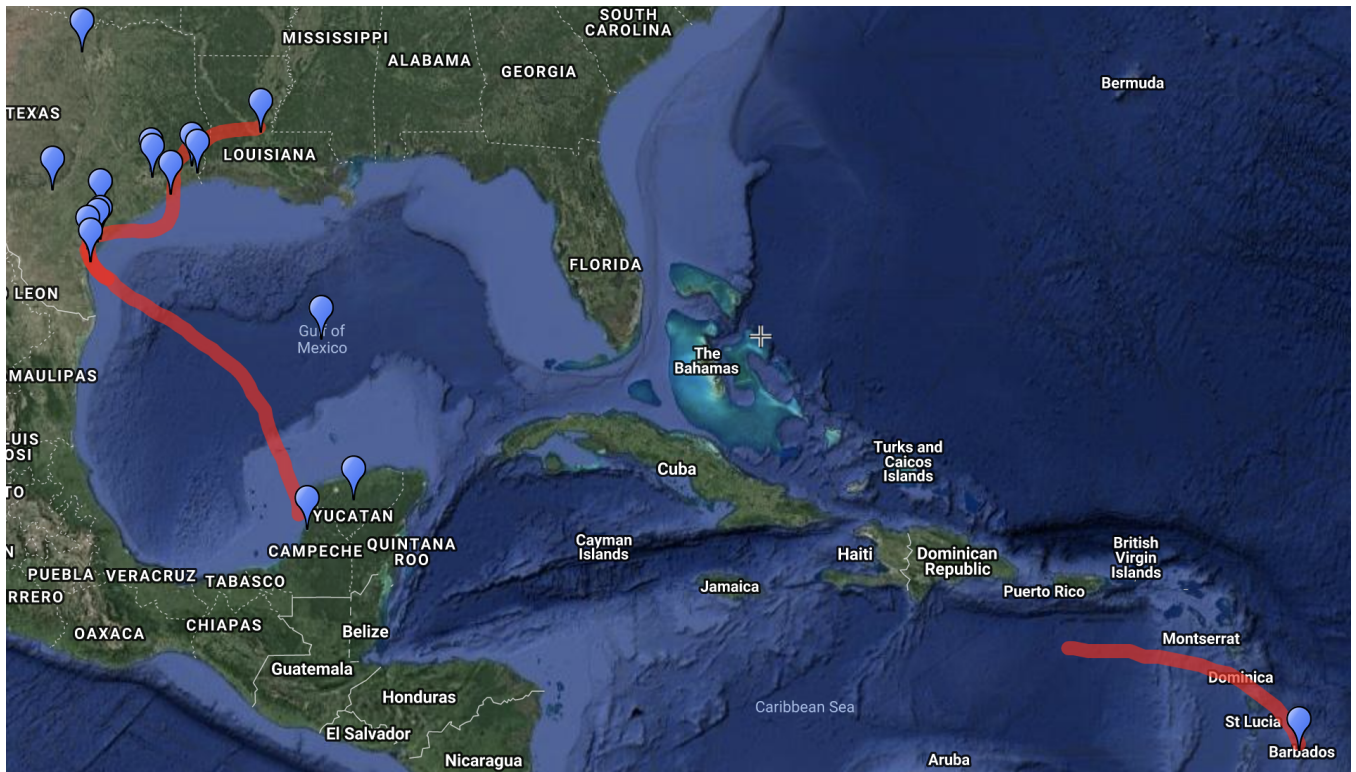 SOUTH
CAROLINA
MISSISSIPPI
ALABAMA
GEORGIA
Bermuda
TEXAS
LOUISIANA
FLORIDA
LEON
Gulf of
Mexico
The
Bahamas
MAULIPAS
LUIS
OSI
Turks and
Caicos
Islands
Cuba
TO
YUCATAN
CAMPECHE
QUINTANA
ROO
Cayman
Islands
Haiti
Dominican
Republic
British
Virgin
Islands
N
PUEBLA
VERACRUZ
TABASCO
RRERO
Jamaica
Puerto Rico
OAXACA
CHIAPAS
Belize
Montserrat
Guatemala
Dominica
Honduras
Caribbean Sea
St Lucia
El Salvador
Nicaragua
Aruba
Barbados